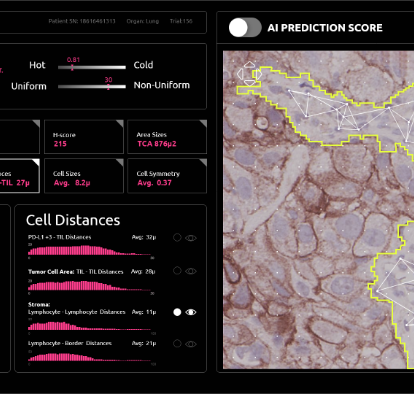 Patient SN: 18616401313 Organ: Lung Trial 156
AI PREDICTION SCORE
0.81
Hot Cold
30
Uniform Non-Uniform
H-score
215
Area Sizes
TCA 876µ2
-TIL 27µ
Cell Sizes
Avg. 8.2µ
Cell Symmetry
Avg. 0.37
Cell Distances
PD-L1 +3 - TIL Distances Avg: 32µ
Tumor Cell Area: TIL - TIL Distances Avg: 28µ
Stroma:
Lymphocyte - Lymphocyte Distances Avg: 11µ
Lymphocyte - Border Distances Avg: 21µ